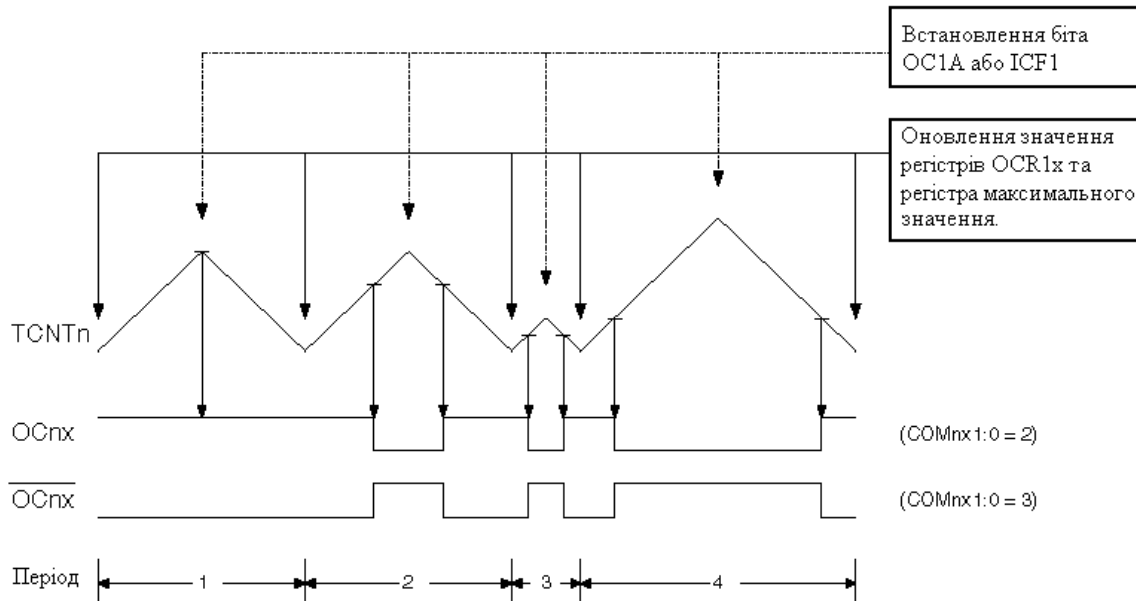 Встановлення біта
OC1A або ICF1
Оновлення значення
регістрів OCR1x та
регістра максимального
значення.
TCNTn
OCnx
(COMnx1:0 = 2)
OCnx
(COMnx1:0 = 3)
Період
1
2
3
4